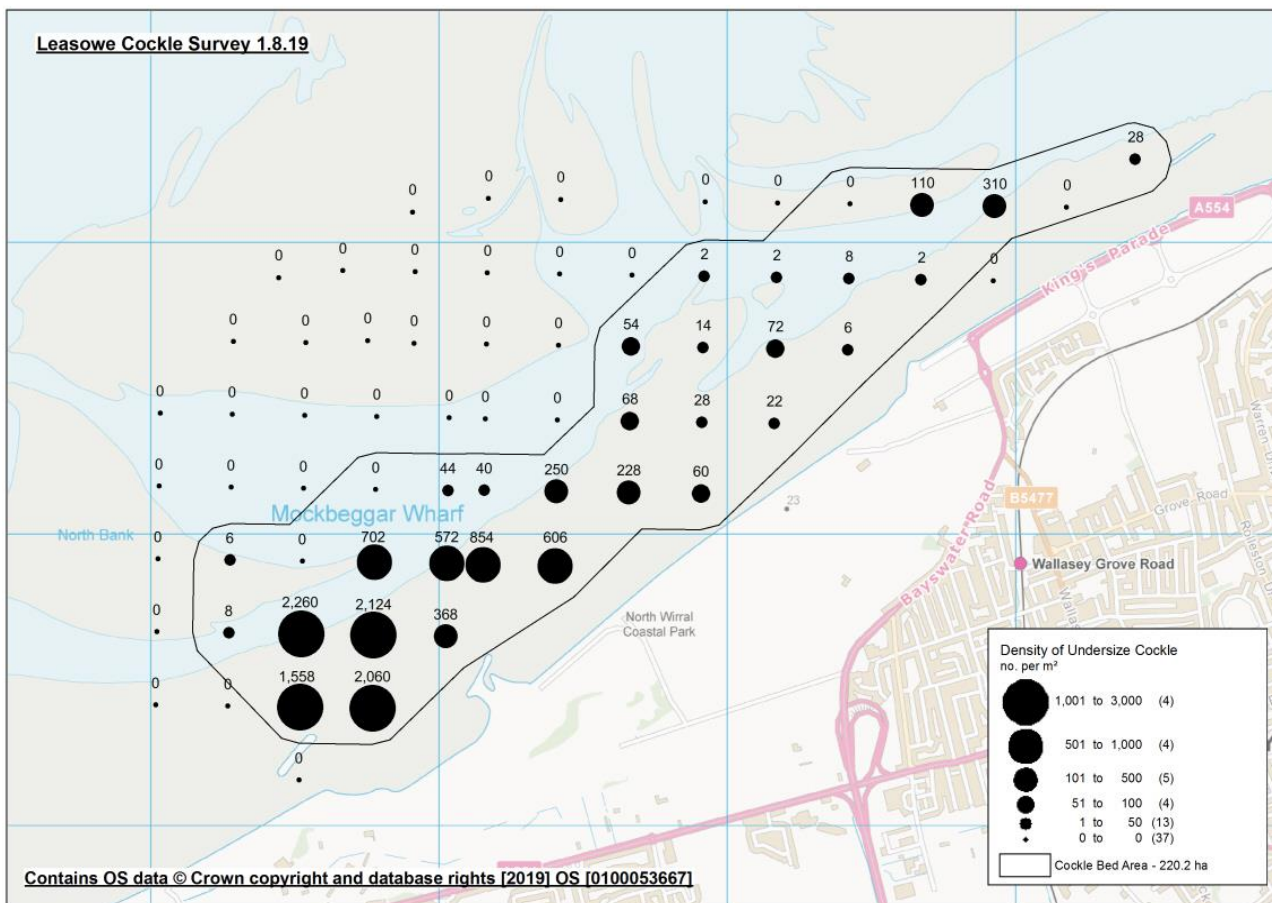 Leasowe Cockle Survey 1.8.19
28
0 0 0 0 0 0 110 310 0
A554
King's Parade
0 0 0 0 0 0 2 2 8 2 0
0 0 0 0 0 0 54 14 72 6
0 0 0 0 0 0 0 68 28 22
0 0 0 0 44 40 250 228 60
Mockbeggar Wharf
23
B5477
Grove Road
Bayswater Road
North Bank
0 6 0 702 572 854 606
Wallasey Grove Road
0 8 2,260 2,124 368
North Wirral
Coastal Park
0 0 1,558 2,060
0
Density of Undersize Cockle
no. per m²
1,001 to 3,000 (4)
501 to 1,000 (4)
101 to 500 (5)
51 to 100 (4)
1 to 50 (13)
0 to 0 (37)
Cockle Bed Area - 220.2 ha
Contains OS data © Crown copyright and database rights [2019] OS [0100053667]